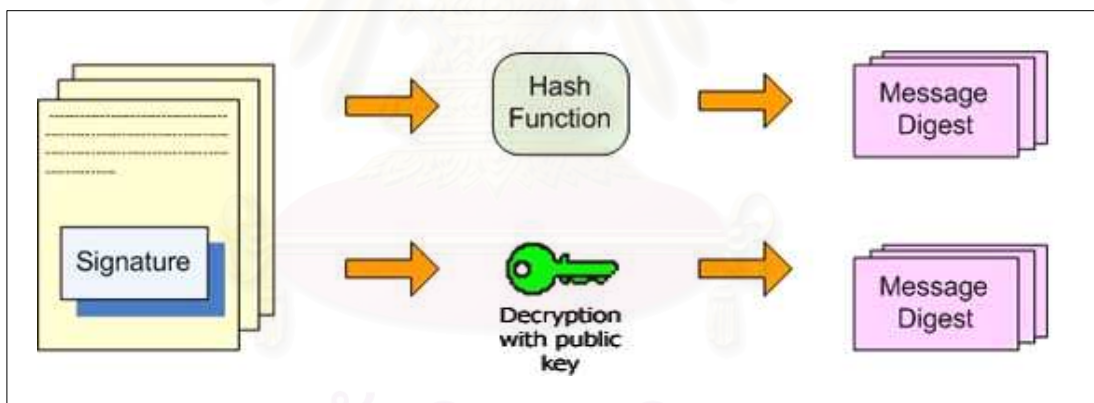 Hash
Function
Message
Digest
Signature
Decryption
with public
key
Message
Digest